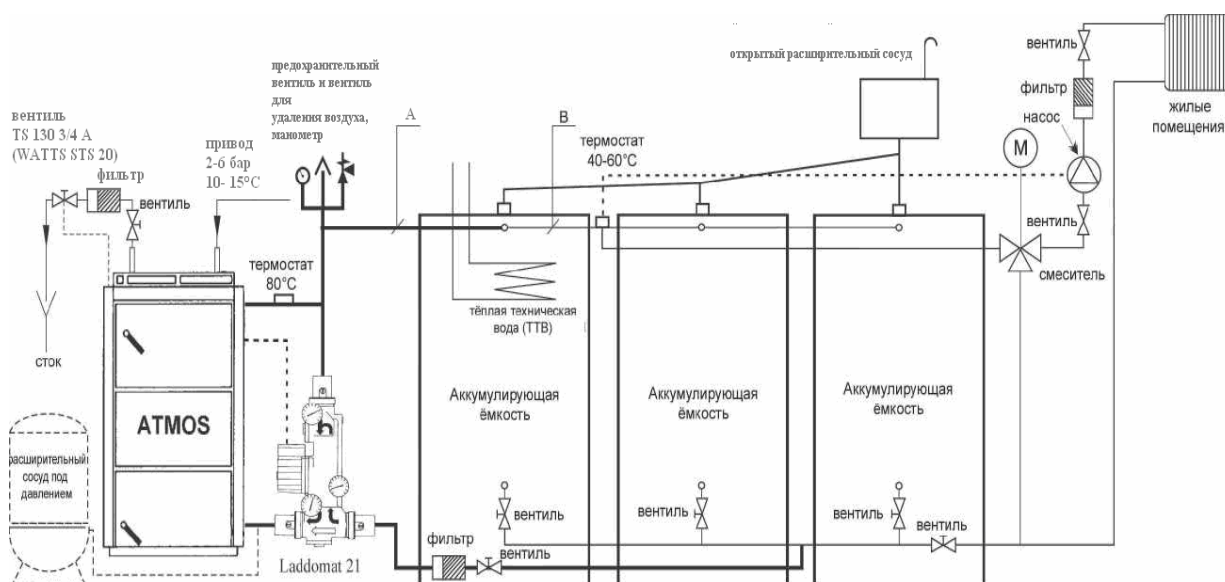 открытый расширительный сосуд
вентиль
предохранительный
вентиль и вентиль
для
удаления воздуха,
манометр
фильтр
насос
жилые
помещения
вентиль
TS 130 3/4 A
(WATTS STS 20)
фильтр
вентиль
привод
2-6 бар
10- 15°C
A
B
термостат
40-60°C
M
вентиль
смеситель
термостат
80°C
тёплая техническая
вода (ТТВ)
сток
ATMOS
Аккумулирующая
ёмкость
Аккумулирующая
ёмкость
Аккумулирующая
ёмкость
расширительный
сосуд под
давлением
вентиль
вентиль
вентиль
вентиль
фильтр
вентиль
Laddomat 21